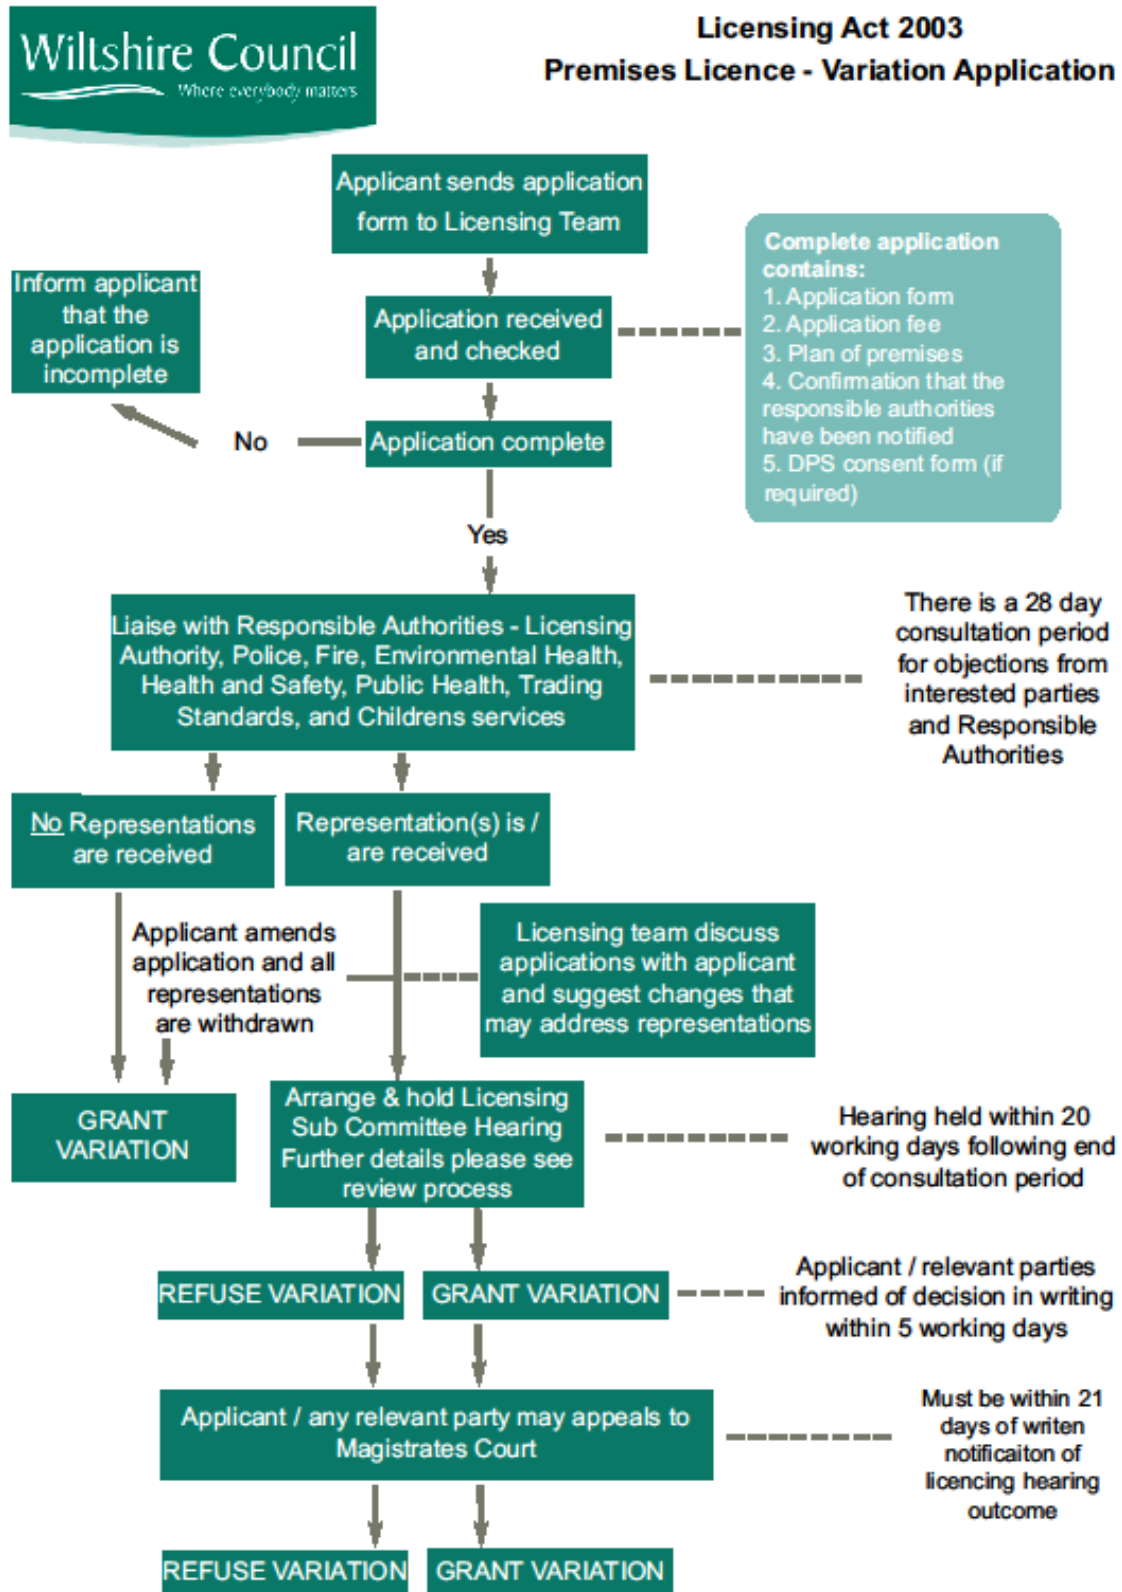 Wiltshire Council
Where everybody matters
Licensing Act 2003
Premises Licence - Variation Application
Applicant sends application
form to Licensing Team
Complete application
contains:
1. Application form
2. Application fee
3. Plan of premises
4. Confirmation that the
responsible authorities
have been notified
5. DPS consent form (if
required)
Inform applicant
that the
application is
incomplete
Application received
and checked
No
Application complete
Yes
Liaise with Responsible Authorities - Licensing
Authority, Police, Fire, Environmental Health,
Health and Safety, Public Health, Trading
Standards, and Childrens services
There is a 28 day
consultation period
for objections from
interested parties
and Responsible
Authorities
No Representations
are received
Representation(s) is /
are received
Applicant amends
application and all
representations
are withdrawn
Licensing team discuss
applications with applicant
and suggest changes that
may address representations
GRANT
VARIATION
Arrange & hold Licensing
Sub Committee Hearing
Further details please see
review process
Hearing held within 20
working days following end
of consultation period
REFUSE VARIATION
GRANT VARIATION
Applicant / relevant parties
informed of decision in writing
within 5 working days
Applicant / any relevant party may appeals to
Magistrates Court
Must be within 21
days of writen
notificaiton of
licencing hearing
outcome
REFUSE VARIATION
GRANT VARIATION